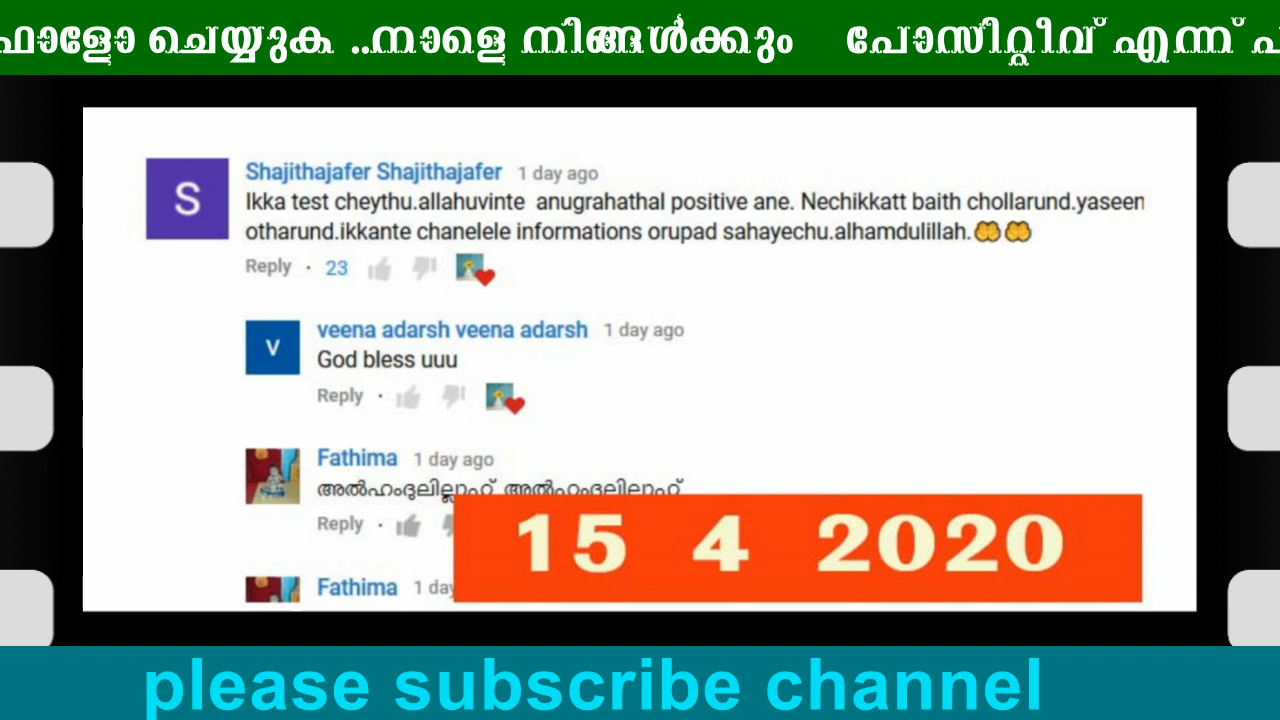 ഫാളോ ചെയ്യുക ..നാളെ നിങ്ങൾക്കും പോസിറ്റീവ് എന്ന്
S
Shajithajafer Shajithajafer 1 day ago
Ikka test cheythu.allahuvinte anugrahathal positive ane. Nechikkatt baith chollarund.yaseen
otharund.ikkante chanelele informations orupad sahayechu.alhamdulillah.🤲🤲
Reply · 23
v
veena adarsh veena adarsh 1 day ago
God bless uuu
Reply ·
Fathima 1 day ago
അൽഹംദുലില്ലാഹ് അൽഹംദുലില്ലാഹ്
Reply ·
15 4 2020
Fathima 1 day
please subscribe channel